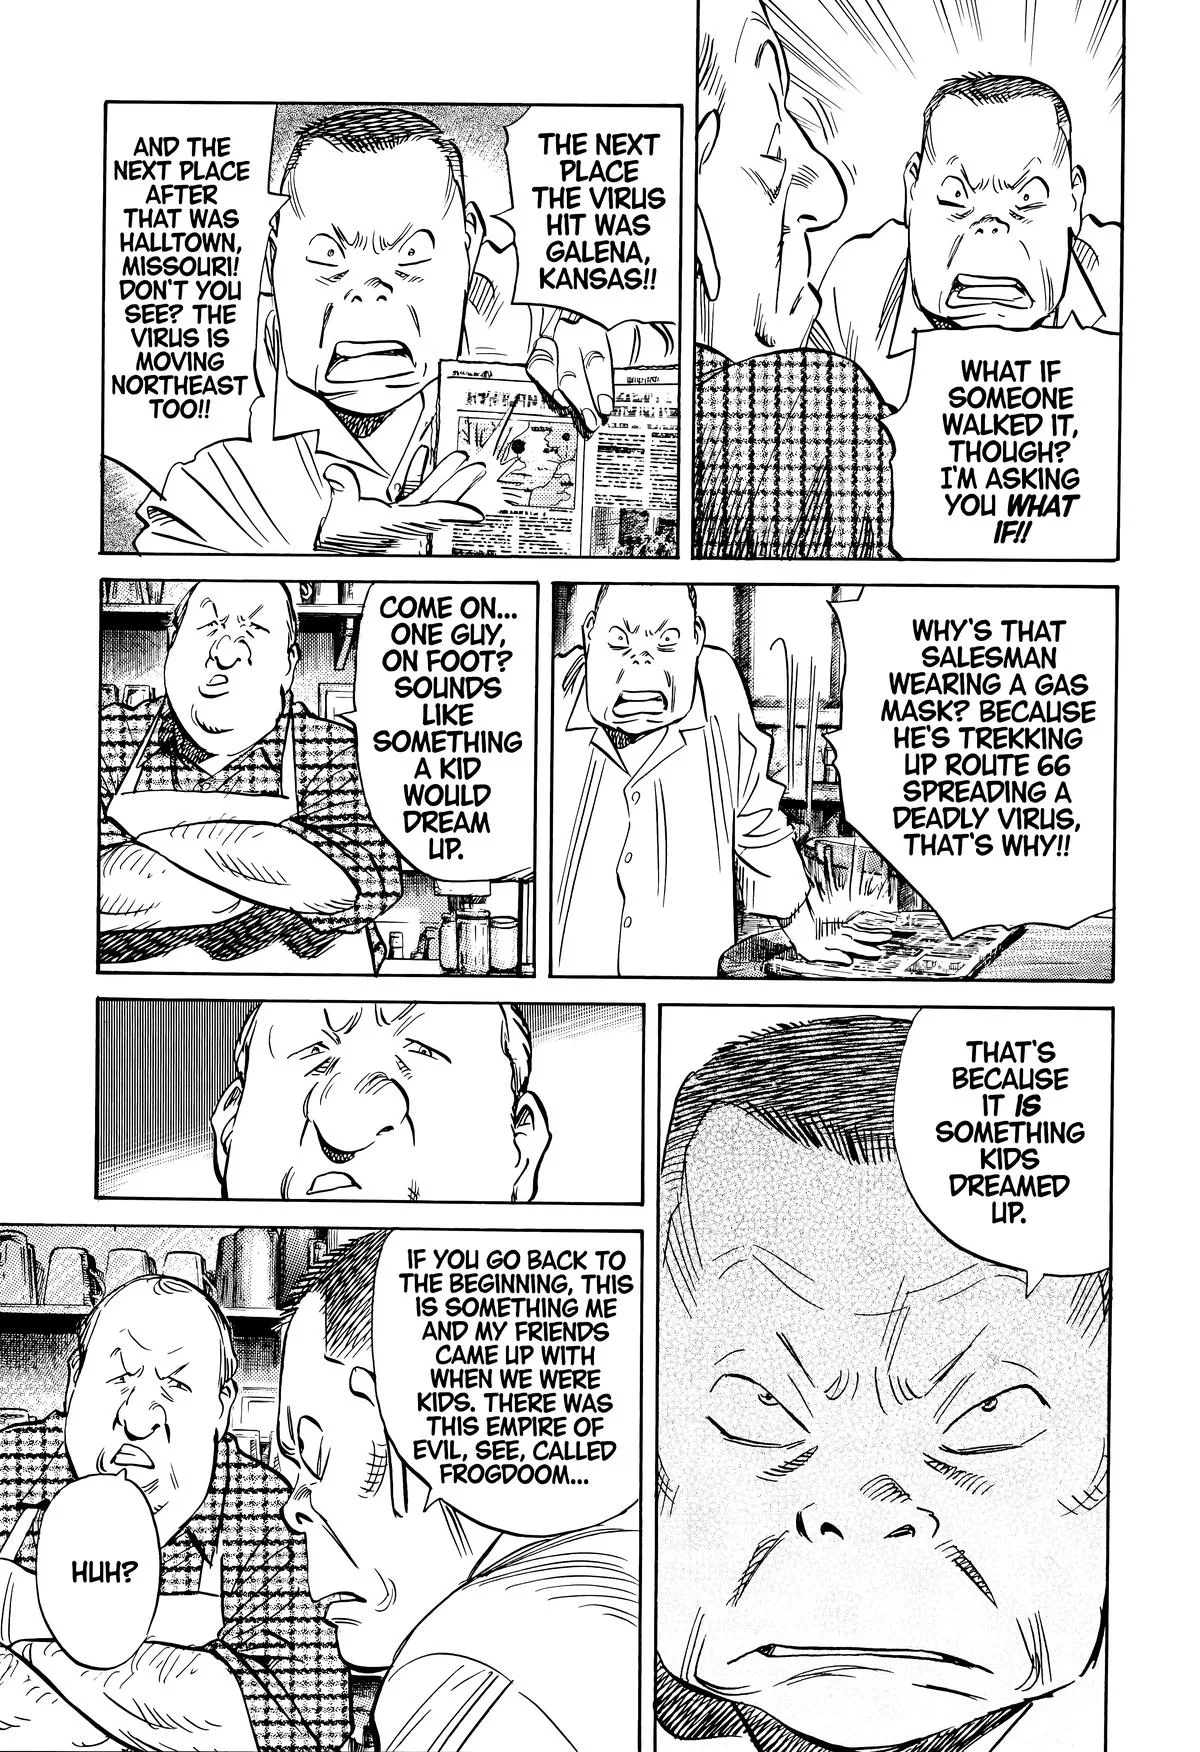 WHAT IF
SOMEONE
WALKED IT,
THOUGH?
I'M ASKING
YOU WHAT
IF!!
THE NEXT
PLACE
THE VIRUS
HIT WAS
GALENA,
KANSAS!!
AND THE
NEXT PLACE
AFTER
THAT WAS
HALLTOWN,
MISSOURI!
DON'T YOU
SEE? THE
VIRUS IS
MOVING
NORTHEAST
TOO!!
WHY'S THAT
SALESMAN
WEARING A GAS
MASK? BECAUSE
HE'S TREKKING
UP ROUTE 66
SPREADING A
DEADLY VIRUS,
THAT'S WHY!!
COME ON...
ONE GUY,
ON FOOT?
SOUNDS
LIKE
SOMETHING
A KID
WOULD
DREAM
UP.
THAT'S
BECAUSE
IT IS
SOMETHING
KIDS
DREAMED
UP.
IF YOU GO BACK TO
THE BEGINNING, THIS
IS SOMETHING ME
AND MY FRIENDS
CAME UP WITH
WHEN WE WERE
KIDS. THERE WAS
THIS EMPIRE OF
EVIL, SEE, CALLED
FROGDOOM...
HUH?